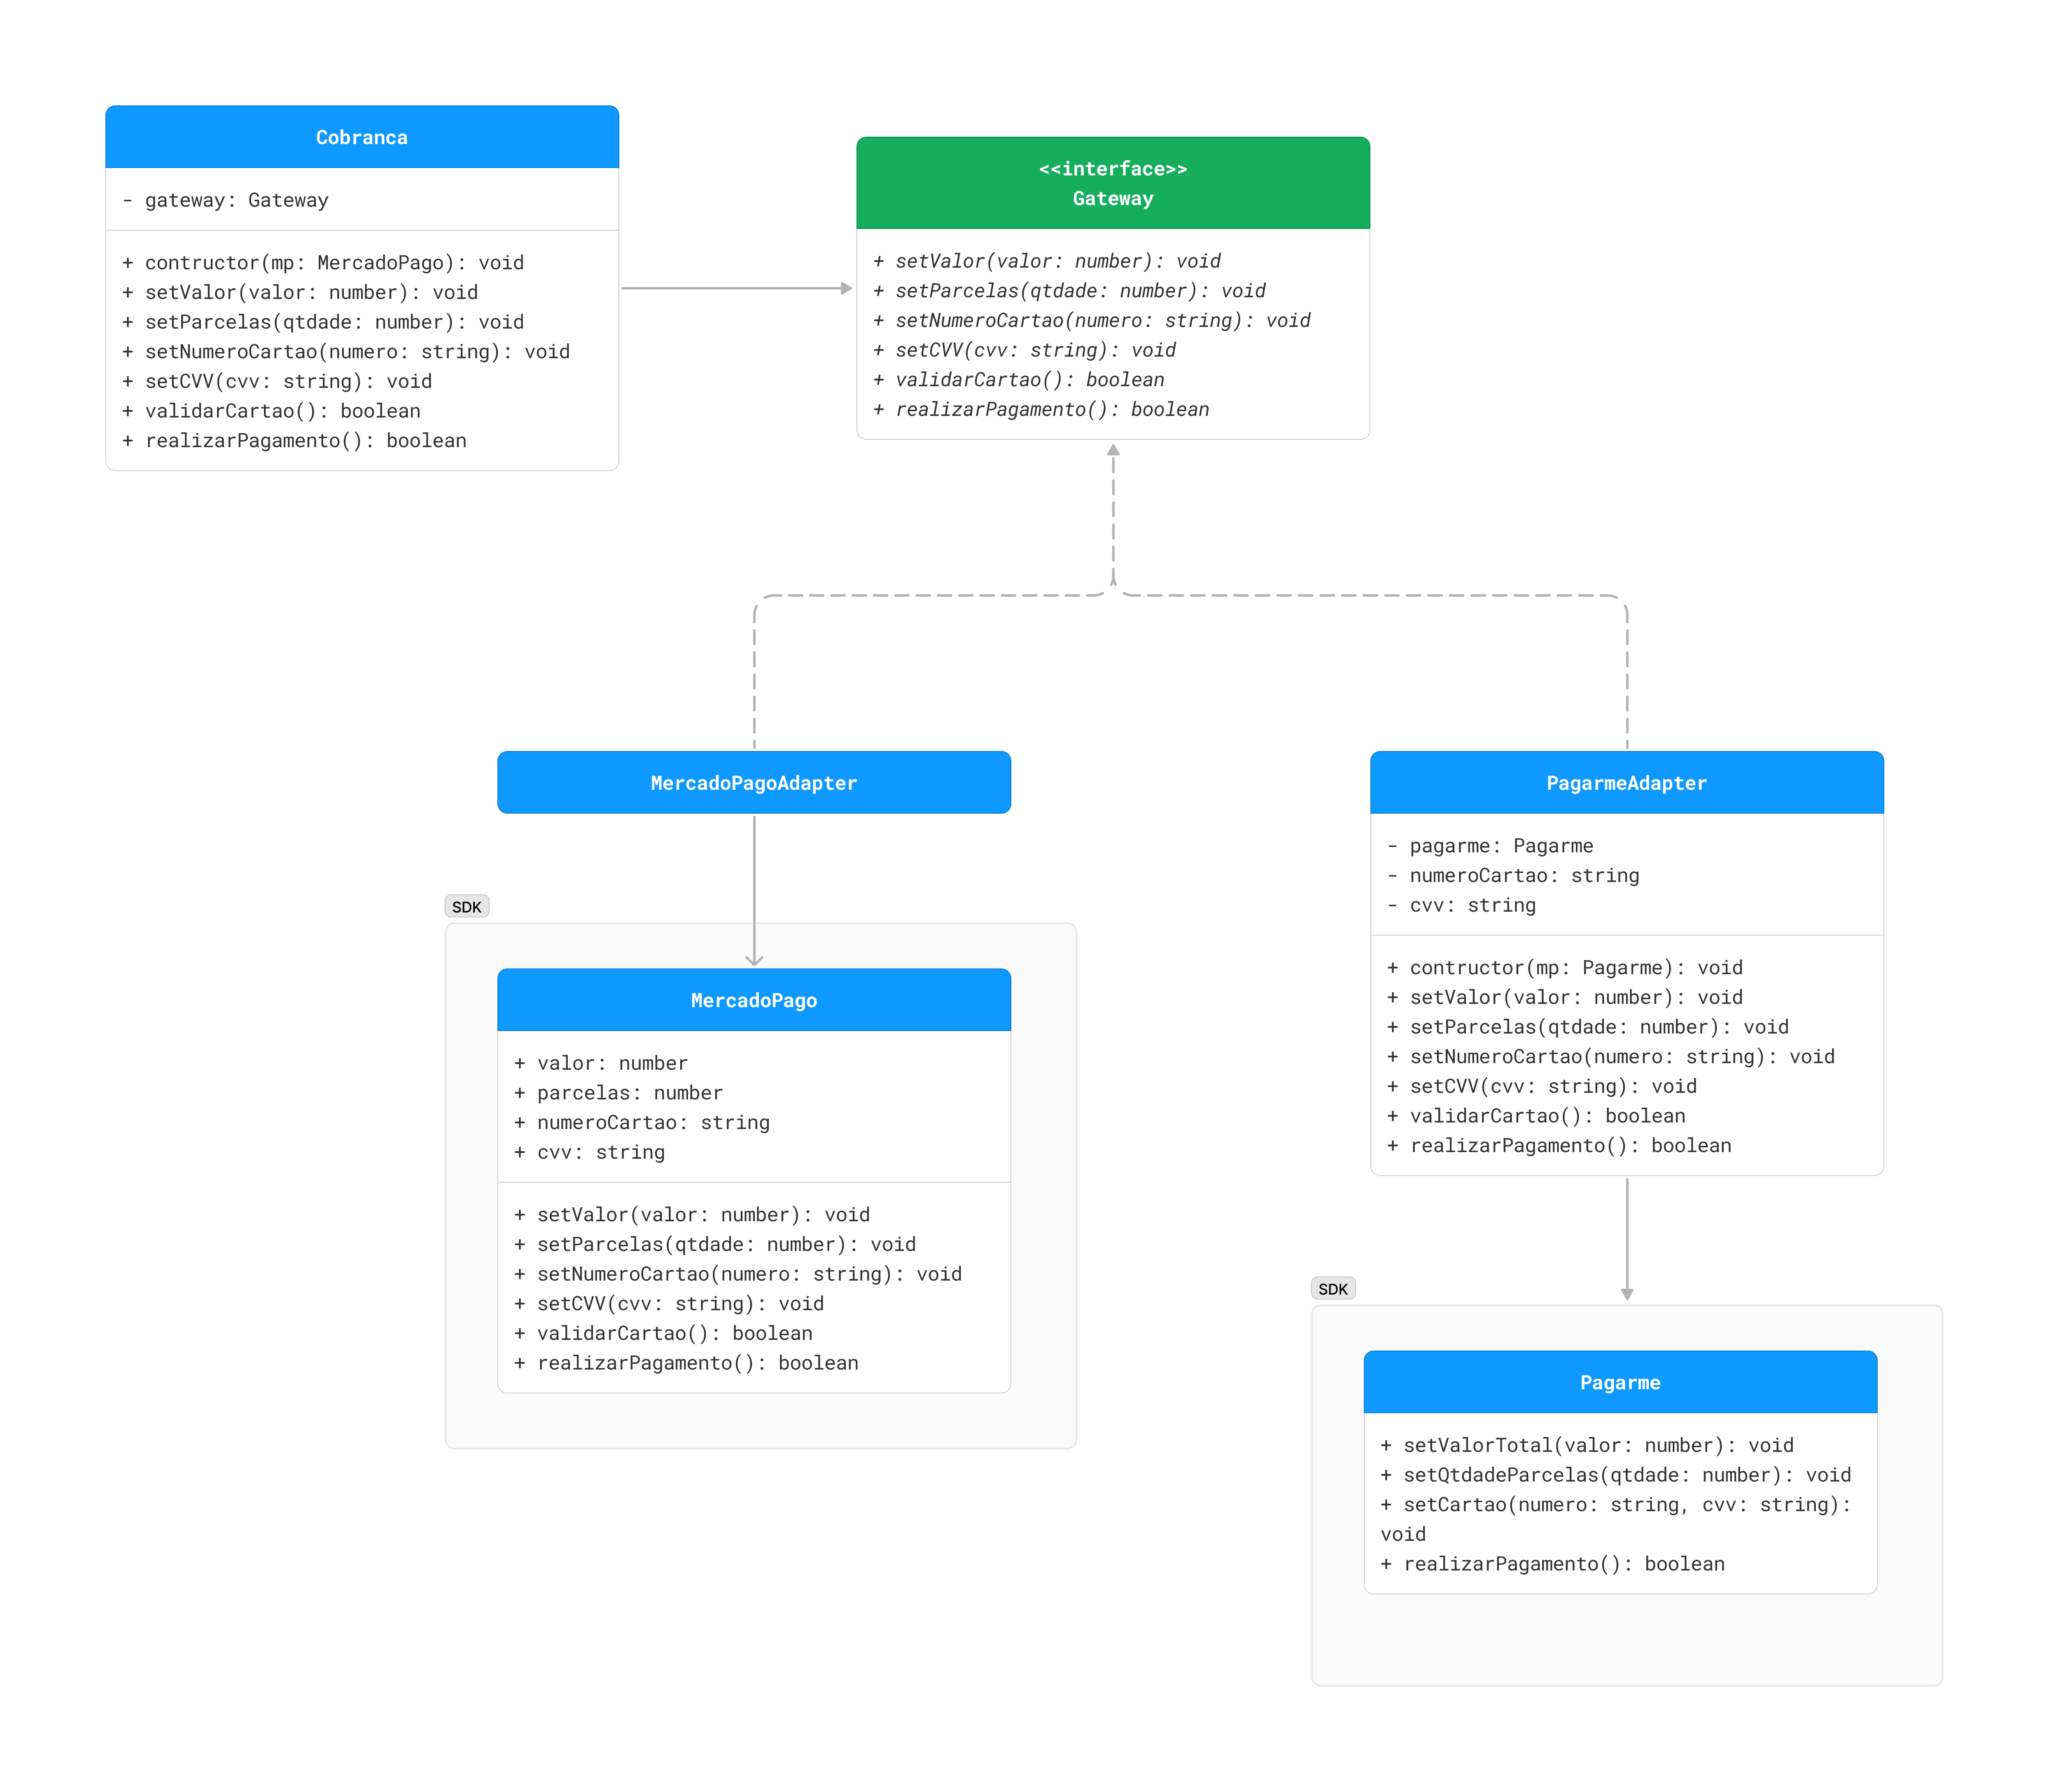 Cobranca
- gateway: Gateway
+ contructor(mp: MercadoPago): void
+ setValor(valor: number): void
+ setParcelas(qtdade: number): void
+ setNumeroCartao(numero: string): void
+ setCVV(cvv: string): void
+ validarCartao(): boolean
+ realizarPagamento(): boolean
<<interface>>
Gateway
+ setValor(valor: number): void
+ setParcelas(qtdade: number): void
+ setNumeroCartao(numero: string): void
+ setCVV(cvv: string): void
+ validarCartao(): boolean
+ realizarPagamento(): boolean
MercadoPagoAdapter
SDK
MercadoPago
+ valor: number
+ parcelas: number
+ numeroCartao: string
+ cvv: string
+ setValor(valor: number): void
+ setParcelas(qtdade: number): void
+ setNumeroCartao(numero: string): void
+ setCVV(cvv: string): void
+ validarCartao(): boolean
+ realizarPagamento(): boolean
PagarmeAdapter
- pagarme: Pagarme
- numeroCartao: string
- cvv: string
+ contructor(mp: Pagarme): void
+ setValor(valor: number): void
+ setParcelas(qtdade: number): void
+ setNumeroCartao(numero: string): void
+ setCVV(cvv: string): void
+ validarCartao(): boolean
+ realizarPagamento(): boolean
SDK
Pagarme
+ setValorTotal(valor: number): void
+ setQtdadeParcelas(qtdade: number): void
+ setCartao(numero: string, cvv: string):
void
+ realizarPagamento(): boolean